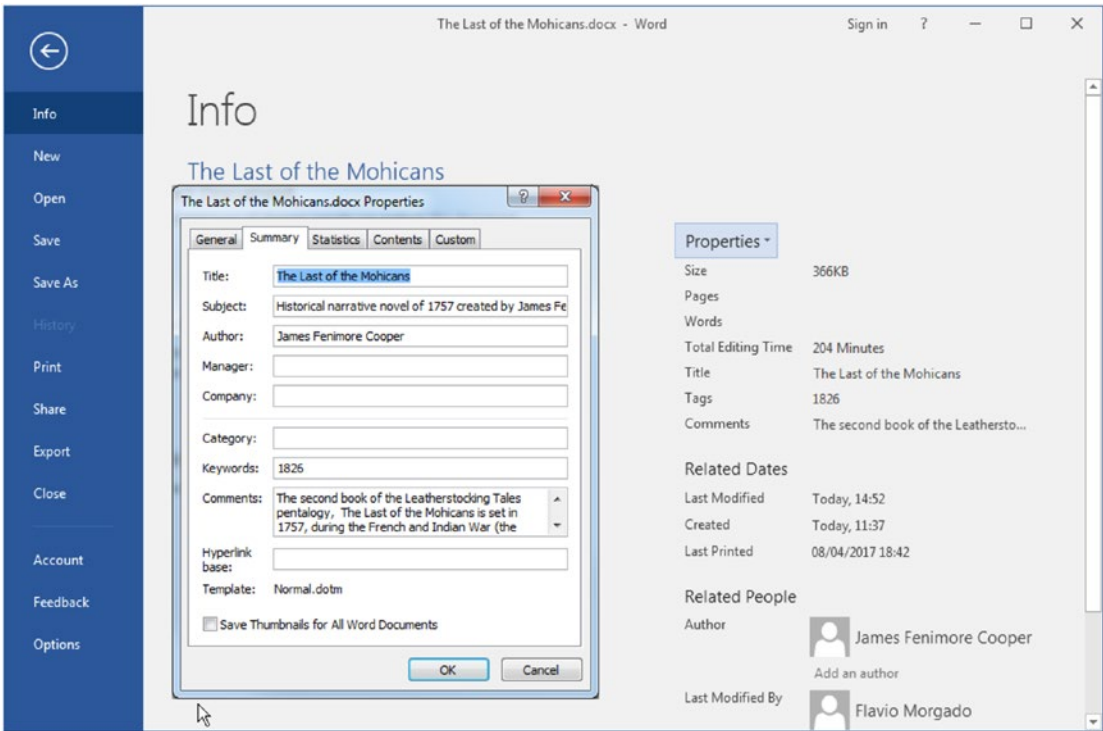 The Last of the Mohicans.docx - Word
Sign in ?
Info
New
Open
Save
Save As
History
Print
Share
Export
Close
Account
Feedback
Options
Info
The Last of the Mohicans
The Last of the Mohicans.docx Properties
?
General Summary Statistics Contents Custom
Title: The Last of the Mohicans
Subject: Historical narrative novel of 1757 created by James Fe
Author: James Fenimore Cooper
Manager:
Company:
Category:
Keywords: 1826
Comments: The second book of the Leatherstocking Tales
pentalogy, The Last of the Mohicans is set in
1757, during the French and Indian War (the
Hyperlink
base:
Template: Normal.dotm
Save Thumbnails for All Word Documents
OK Cancel
Properties
Size 366KB
Pages
Words
Total Editing Time 204 Minutes
Title The Last of the Mohicans
Tags 1826
Comments The second book of the Leathersto...
Related Dates
Last Modified Today, 14:52
Created Today, 11:37
Last Printed 08/04/2017 18:42
Related People
Author James Fenimore Cooper
Add an author
Last Modified By Flavio Morgado